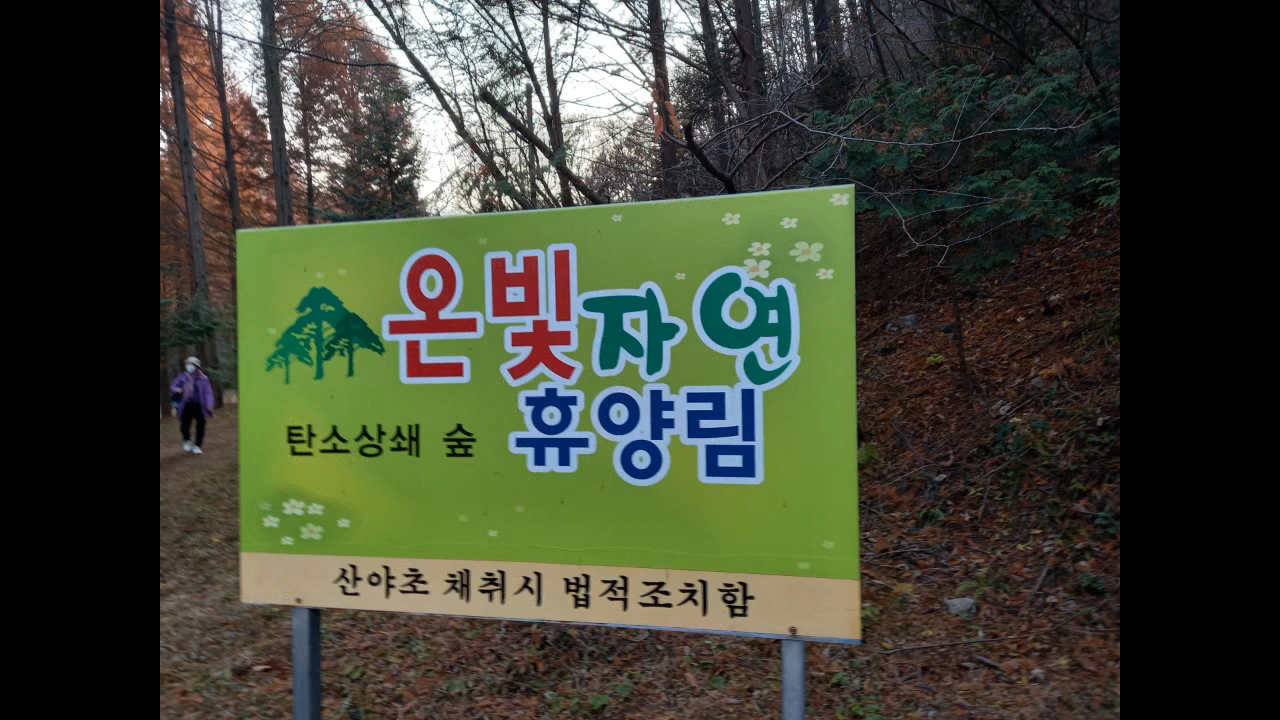 온빛자연
휴양림
탄소상쇄 숲
산야초 채취시 법적조치함